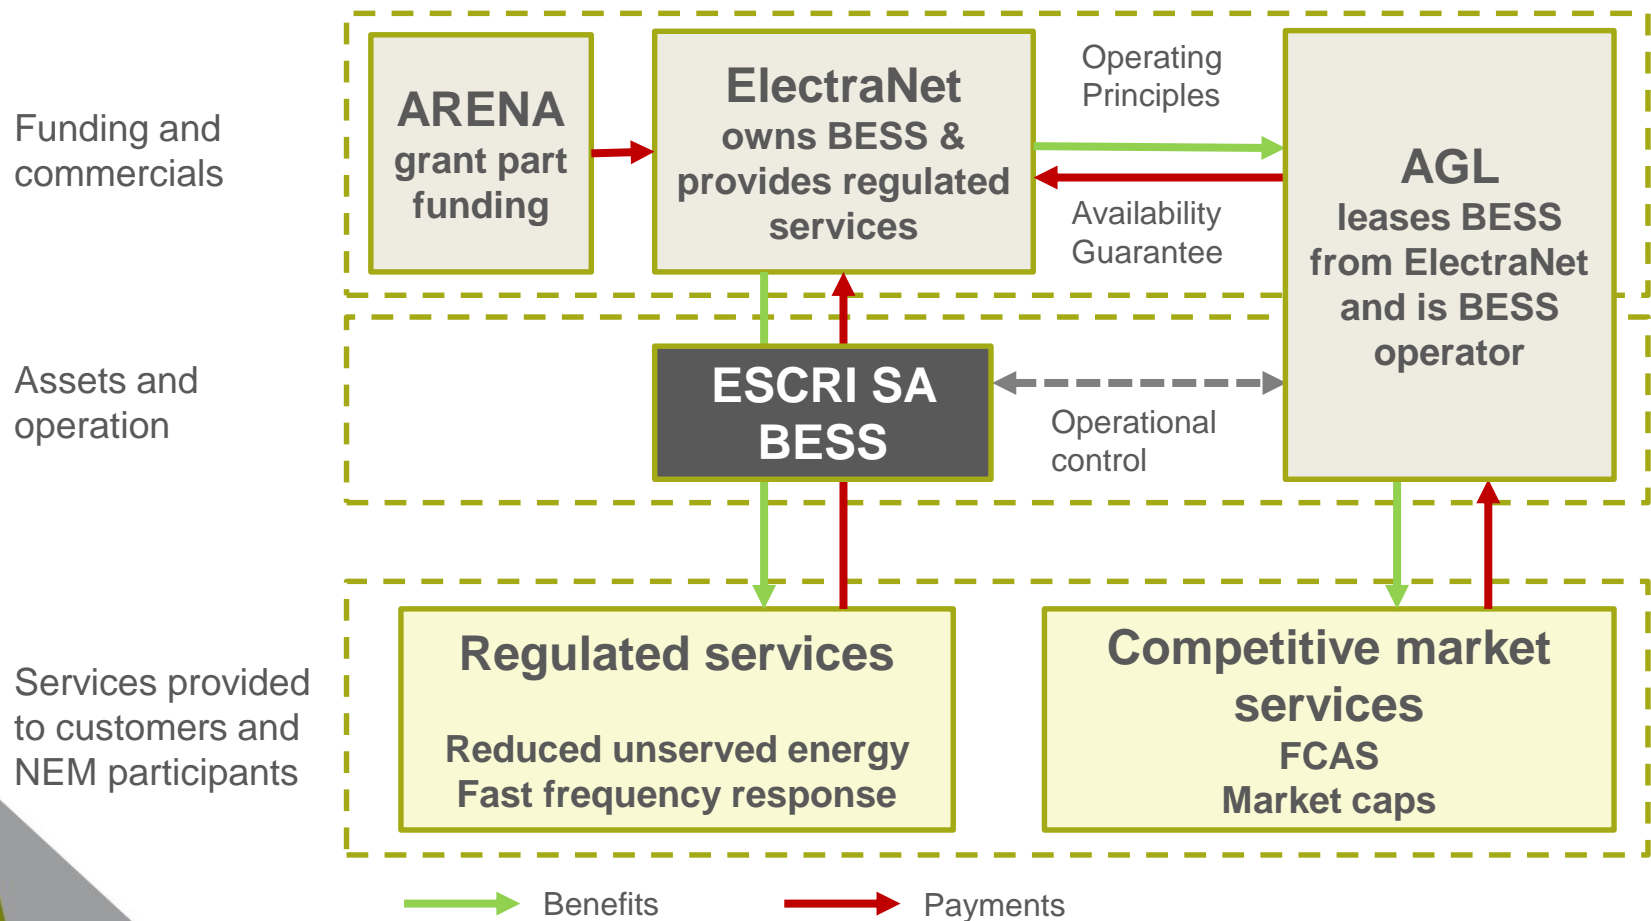 Funding and
commercials
ARENA
grant part
funding
ElectraNet
owns BESS &
provides regulated
services
Operating
Principles
Availability
Guarantee
AGL
leases BESS
from ElectraNet
and is BESS
operator
Assets and
operation
ESCRI SA
BESS
Operational
control
Services provided
to customers and
NEM participants
Regulated services
Reduced unserved energy
Fast frequency response
Competitive market
services
FCAS
Market caps
Benefits
Payments